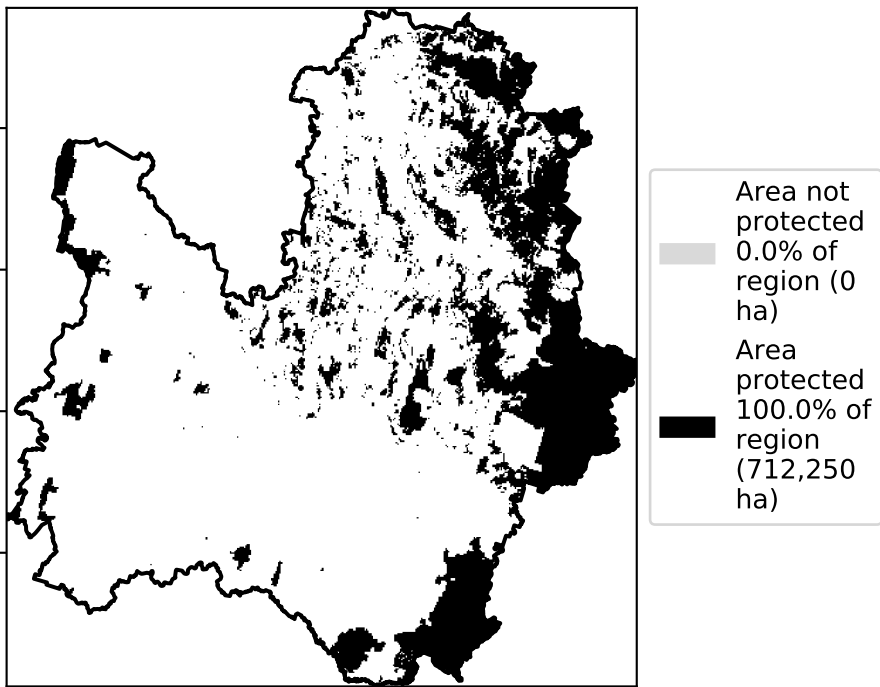 Area not
protected
0.0% of
region (0
ha)
Area
protected
100.0% of
region
(712,250
ha)